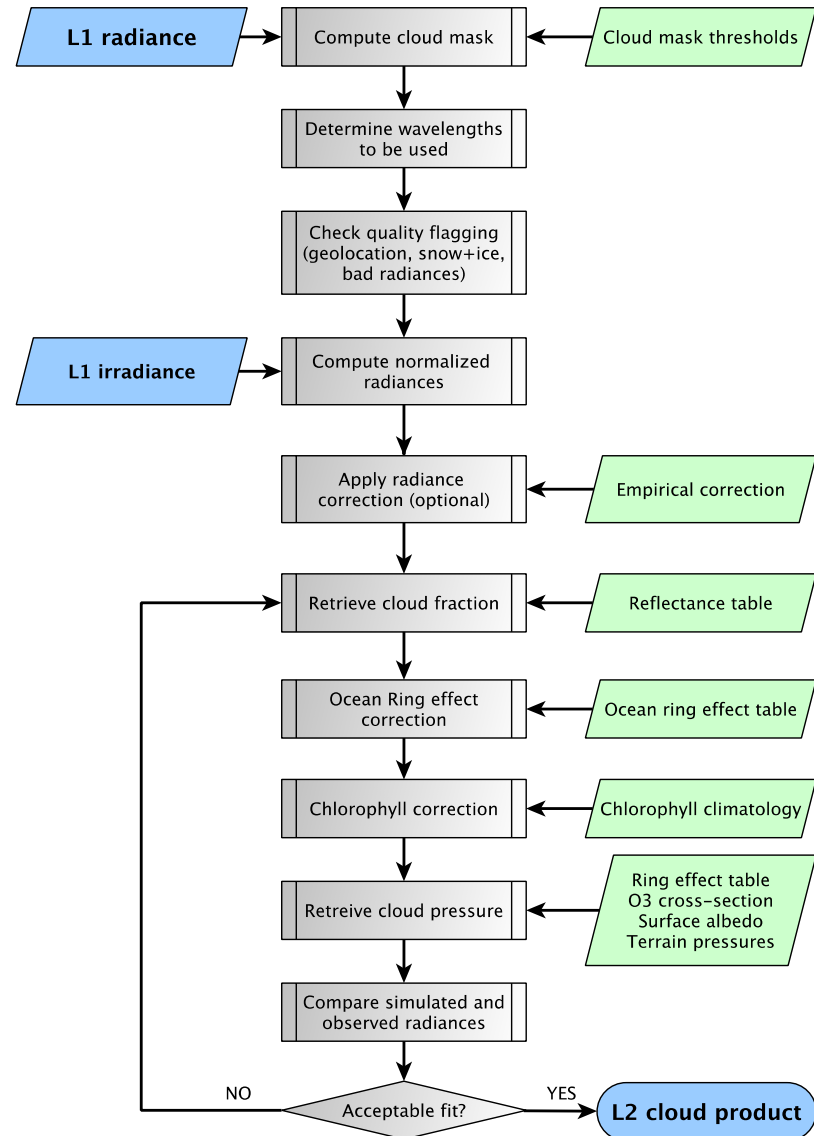 L1 radiance
Compute cloud mask
Cloud mask thresholds
Determine wavelengths
to be used
Check quality flagging
(geolocation, snow+ice,
bad radiances)
L1 irradiance
Compute normalized
radiances
Apply radiance
correction (optional)
Empirical correction
Retrieve cloud fraction
Reflectance table
Ocean Ring effect
correction
Ocean ring effect table
Chlorophyll correction
Chlorophyll climatology
Retreive cloud pressure
Ring effect table
O3 cross-section
Surface albedo
Terrain pressures
Compare simulated and
observed radiances
NO
Acceptable fit?
YES
L2 cloud product